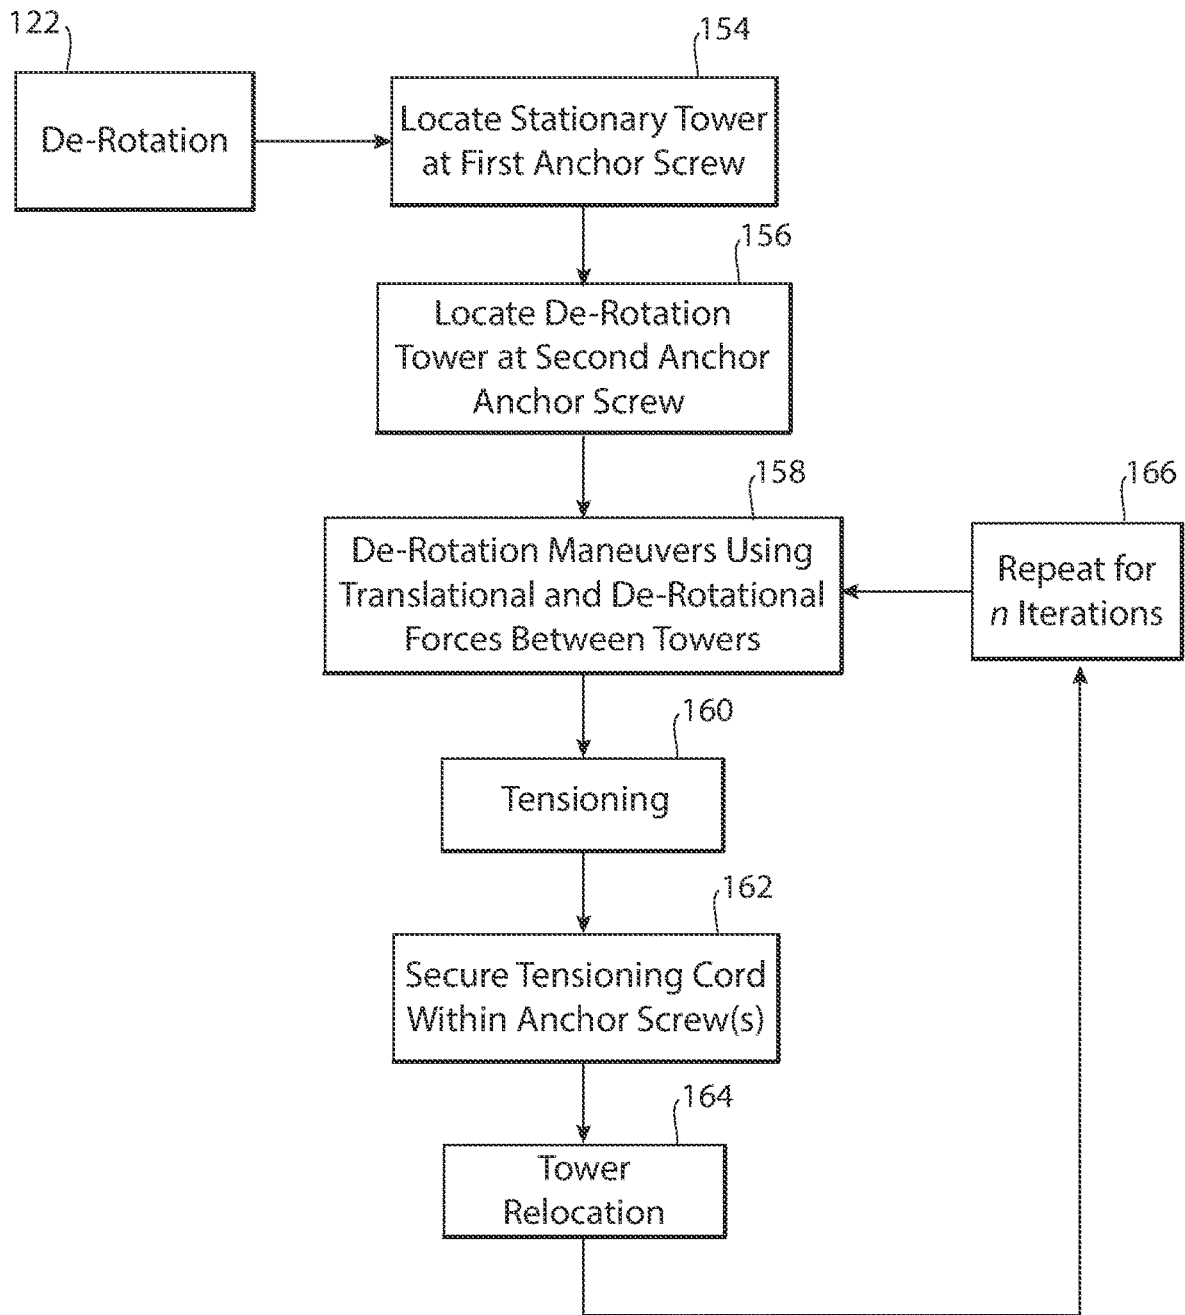 122
De-Rotation
154
Locate Stationary Tower
at First Anchor Screw
156
Locate De-Rotation
Tower at Second Anchor
Anchor Screw
158
De-Rotation Maneuvers Using
Translational and De-Rotational
Forces Between Towers
166
Repeat for
n Iterations
160
Tensioning
162
Secure Tensioning Cord
Within Anchor Screw(s)
164
Tower
Relocation